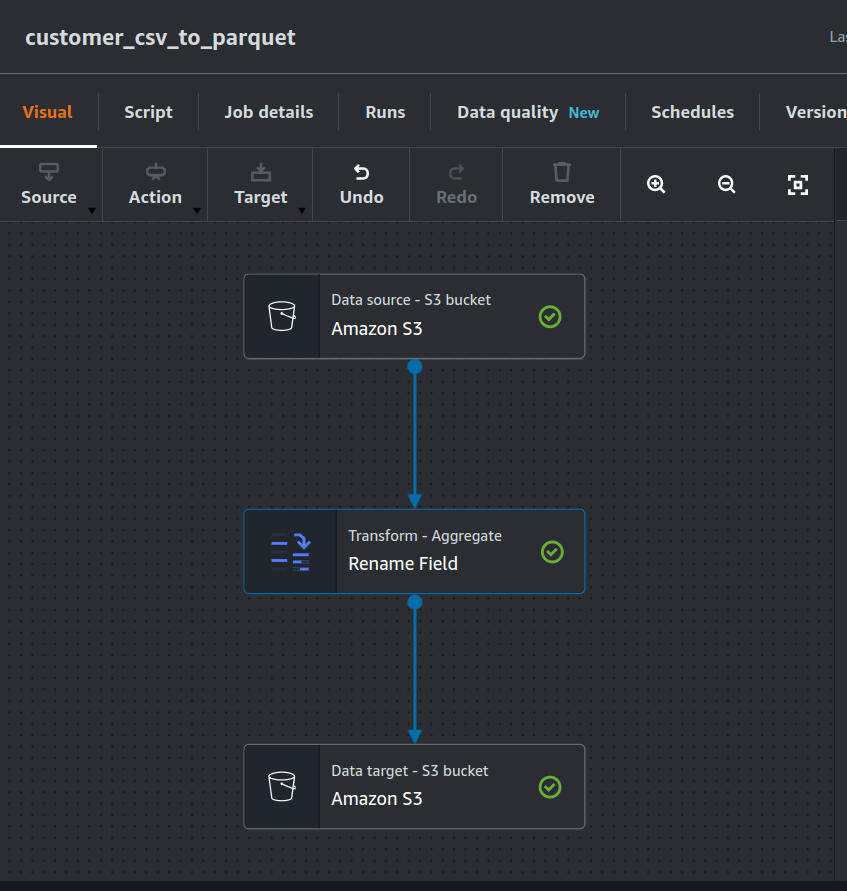 customer_csv_to_parquet
Las
Visual Script Job details Runs Data quality New Schedules Version
Source Action Target Undo Redo Remove
Data source - S3 bucket
Amazon S3
Transform - Aggregate
Rename Field
Data target - S3 bucket
Amazon S3